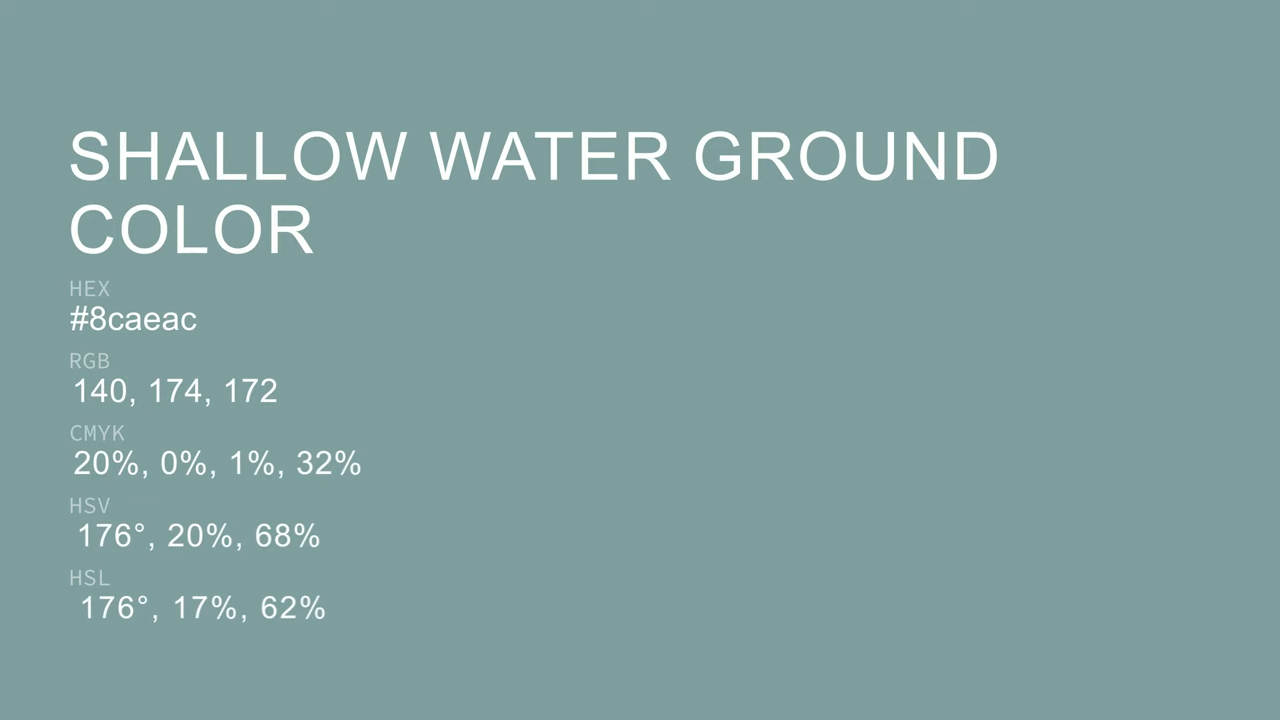 SHALLOW WATER GROUND
COLOR
HEX
#8caeac
RGB
140, 174, 172
CMYK
20%, 0%, 1%, 32%
HSV
176°, 20%, 68%
HSL
176°, 17%, 62%